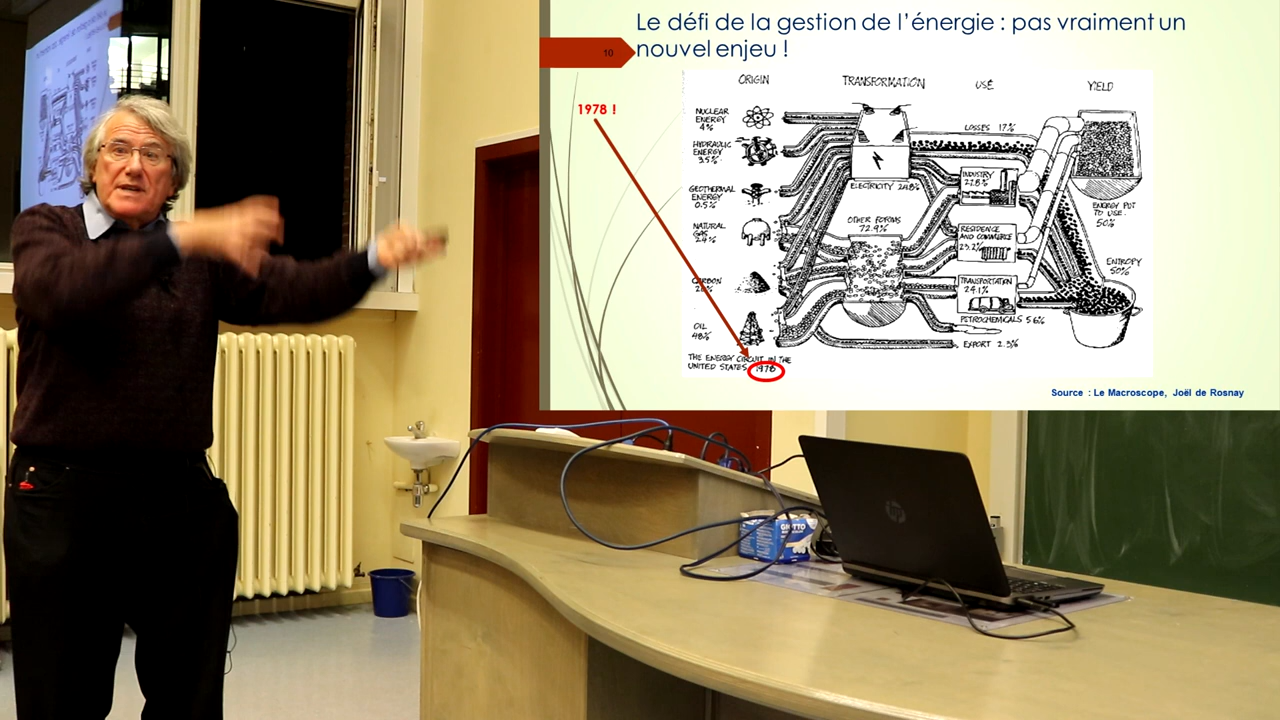 Le défi de la gestion de l'énergie : pas vraiment un
nouvel enjeu !
10
1978 !
ORIGIN
TRANSFORMATION
USE
YIELD
NUCLEAR
ENERGY
4%
HYDRAULIC
ENERGY
3.5%
GEOTHERMAL
ENERGY
0.5%
NATURAL
GAS
24%
CARBON
OIL
48%
ELECTRICITY 24.8%
OTHER FORMS
72.9%
LOSSES 17%
INDUSTRY
RESIDENCE
AND COMMERCE
23.2%
TRANSPORTATION
24.1%
PETROCHEMICALS 5.6%
EXPORT 2.3%
ENERGY PUT
TO USE
50%
ENTROPY
50%
THE ENERGY CIRCUIT IN THE
UNITED STATES, 1978
Source : Le Macroscope, Joël de Rosnay
hp
GIOTTO